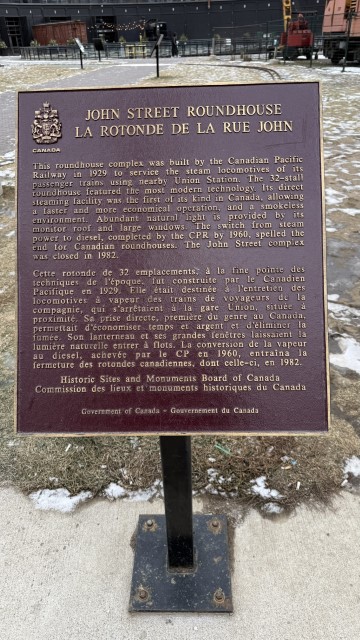 CANADA
JOHN STREET ROUNDHOUSE
LA ROTONDE DE LA RUE JOHN
This roundhouse complex was built by the Canadian Pacific
Railway in 1929 to service the steam locomotives of its
passenger trains using nearby Union Station. The 32-stall
roundhouse featured the most modern technology. Its direct
steaming facility was the first of its kind in Canada, allowing
a faster and more economical operation, and a smokeless
environment. Abundant natural light is provided by its
monitor roof and large windows. The switch from steam
power to diesel, completed by the CPR by 1960, spelled the
end for Canadian roundhouses. The John Street complex
was closed in 1982.
Cette rotonde de 32 emplacements, à la fine pointe des
techniques de l'époque, fut construite par le Canadien
Pacifique en 1929. Elle était destinée à l'entretien des
locomotives à vapeur des trains de voyageurs de la
compagnie, qui s'arrêtaient à la gare Union, située à
proximité. Sa prise directe, première du genre au Canada,
permettait d'économiser temps et argent et d'éliminer la
fumée. Son lanterneau et ses grandes fenêtres laissaient la
lumière naturelle entrer à flots. La conversion de la vapeur
au diesel, achevée par le CP en 1960, entraîna la
fermeture des rotondes canadiennes, dont celle-ci, en 1982.
Historic Sites and Monuments Board of Canada
Commission des lieux et monuments historiques du Canada
Government of Canada - Gouvernement du Canada